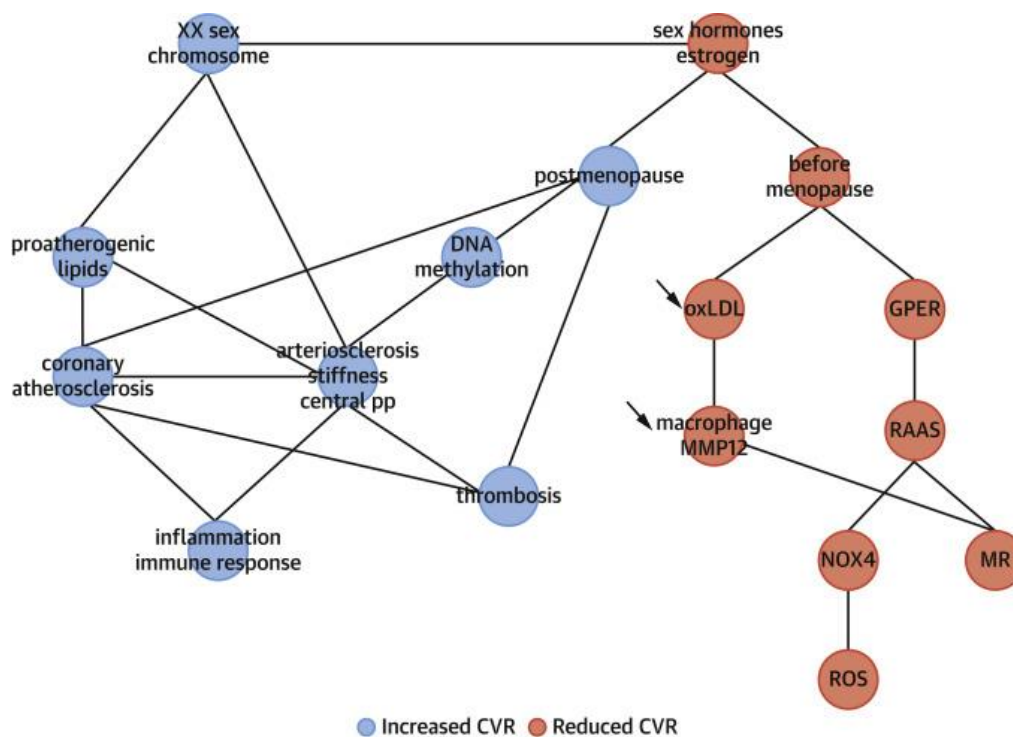 XX sex
chromosome
sex hormones
estrogen
postmenopause
before
menopause
proatherogenic
lipids
DNA
methylation
oxLDL
GPER
coronary
atherosclerosis
arteriosclerosis
stiffness
central pp
macrophage
MMP12
RAAS
thrombosis
inflammation
immune response
NOX4
MR
ROS
Increased CVR
Reduced CVR